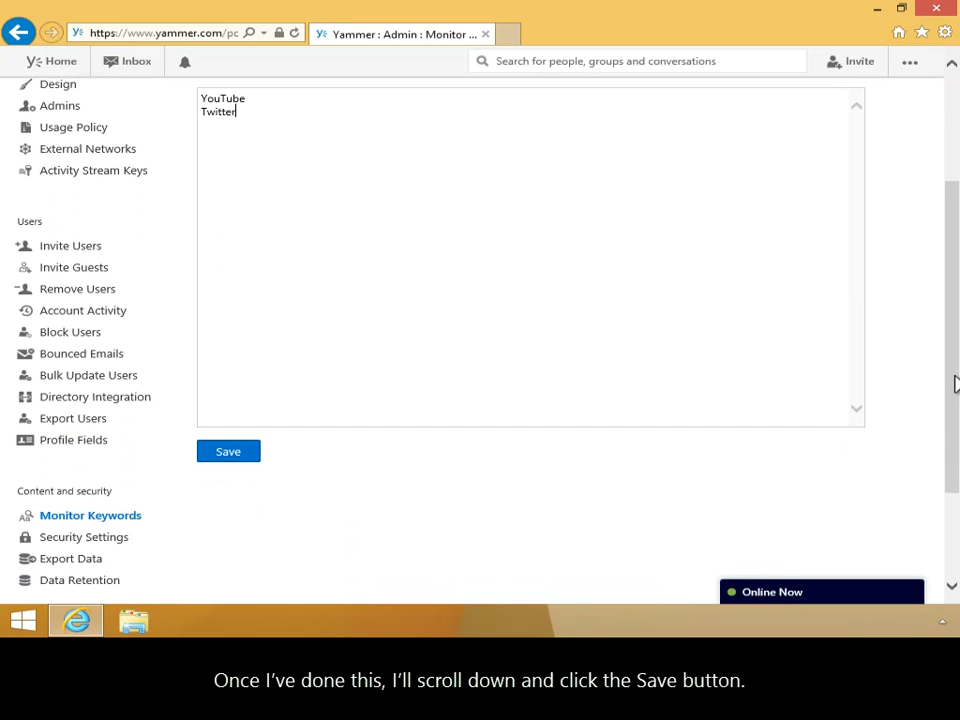 https://www.yammer.com/pc
Yammer : Admin : Monitor ...
Home
Inbox
Search for people, groups and conversations
Invite
Design
Admins
Usage Policy
External Networks
Activity Stream Keys
Users
Invite Users
Invite Guests
Remove Users
Account Activity
Block Users
Bounced Emails
Bulk Update Users
Directory Integration
Export Users
Profile Fields
Content and security
Monitor Keywords
Security Settings
Export Data
Data Retention
YouTube
Twitter
Save
Online Now
Once I've done this, I'll scroll down and click the Save button.